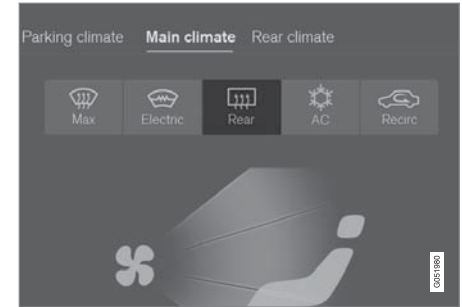 Parking climate Main climate Rear climate
Max Electric Rear AC Recirc
G051980